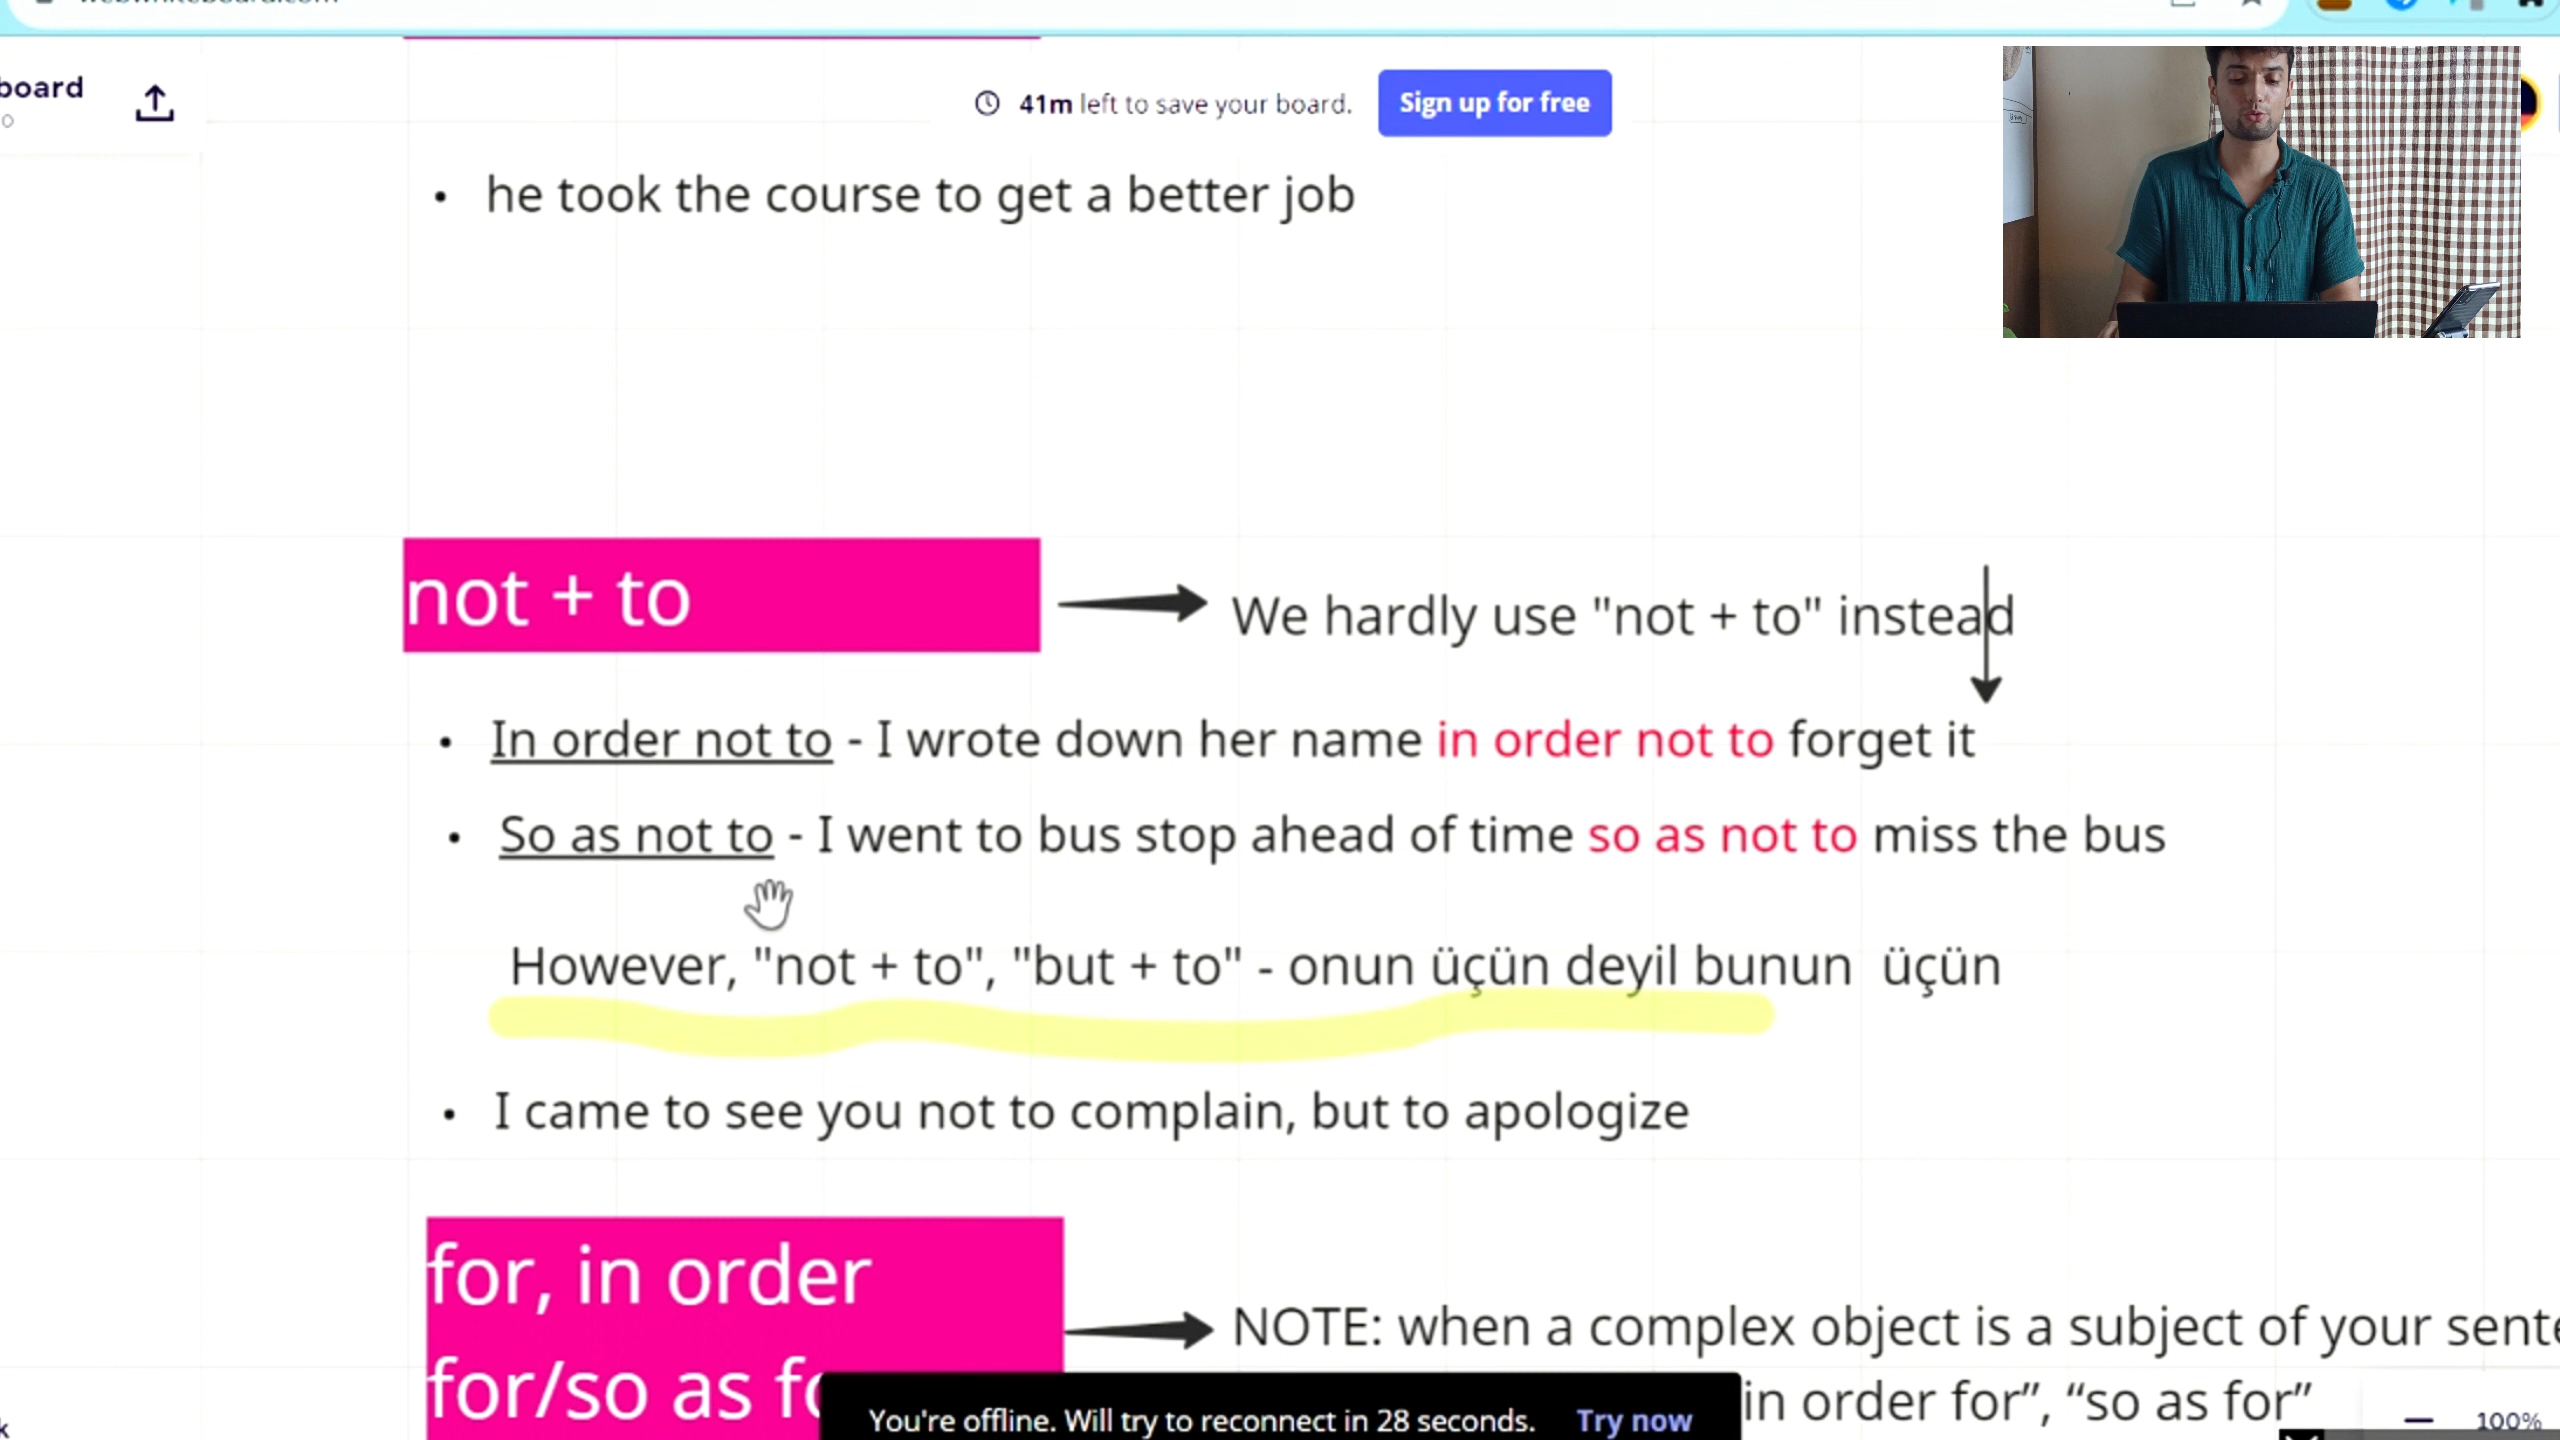 board
41m left to save your board.
Sign up for free
• he took the course to get a better job
not + to
We hardly use "not + to" instead
• In order not to - I wrote down her name in order not to forget it
• So as not to - I went to bus stop ahead of time so as not to miss the bus
However, "not + to", "but + to" - onun üçün deyil bunun üçün
• I came to see you not to complain, but to apologize
for, in order
for/so as fo
NOTE: when a complex object is a subject of your sente
in order for”, “so as for”
You're offline. Will try to reconnect in 28 seconds. Try now
100%